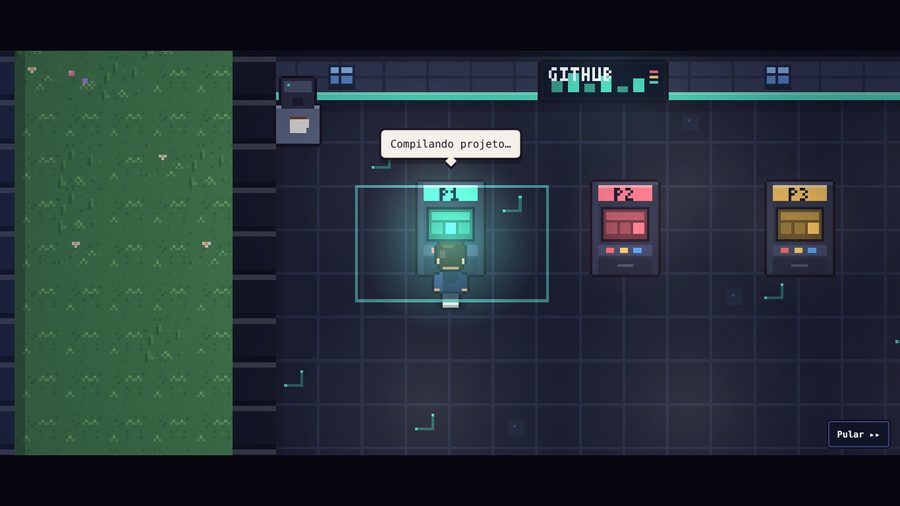 GITHUB
Compilando projeto…
P1
P2
P3
Pular ▸▸